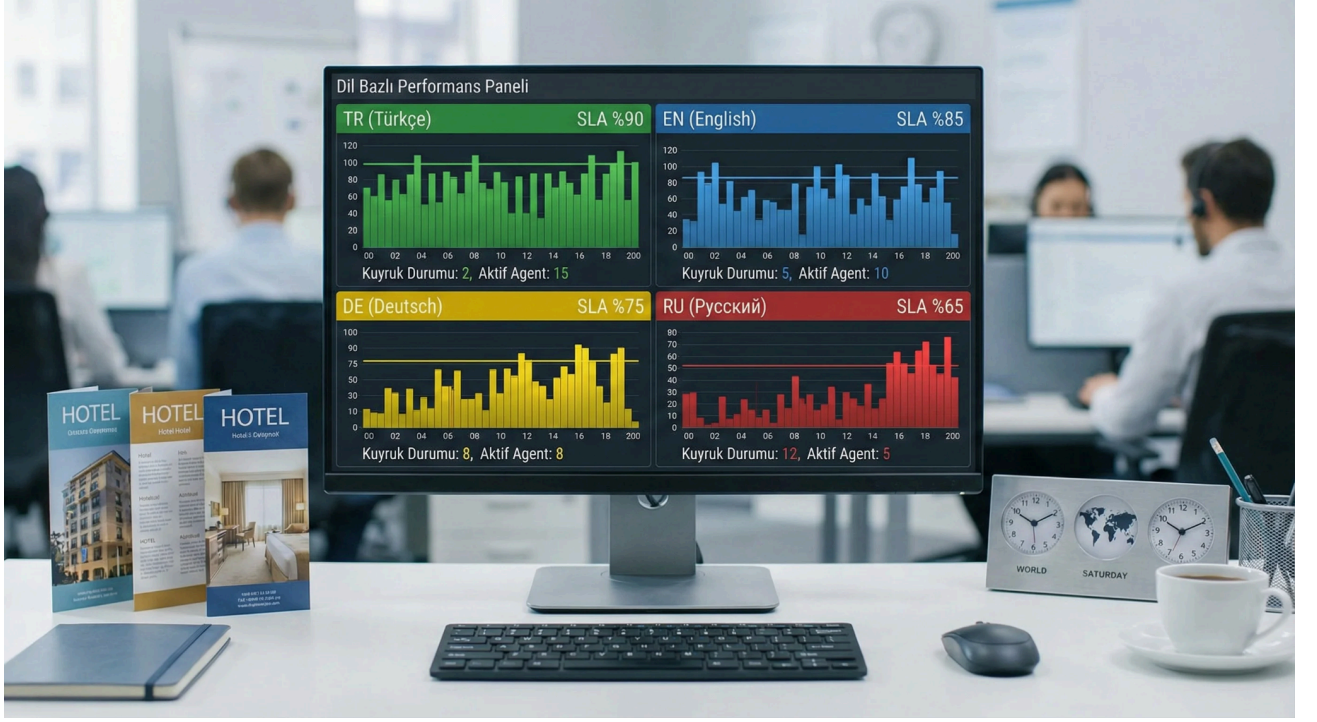 Dil Bazlı Performans Paneli
TR (Türkçe) SLA %90
120
100
80
60
40
20
0
00 02 04 06 08 10 12 14 16 18 200
Kuyruk Durumu: 2, Aktif Agent: 15
EN (English) SLA %85
120
100
80
60
40
20
0
00 02 04 06 08 10 12 14 16 18 200
Kuyruk Durumu: 5, Aktif Agent: 10
DE (Deutsch) SLA %75
100
90
75
50
30
10
0
00 02 04 06 08 10 12 14 16 18 200
Kuyruk Durumu: 8, Aktif Agent: 8
RU (Русский) SLA %65
80
70
60
50
40
30
20
10
0
00 02 04 06 08 10 12 14 16 18 200
Kuyruk Durumu: 12, Aktif Agent: 5
HOTEL
HOTEL
Hotel Hotel
HOTEL
WORLD
SATURDAY